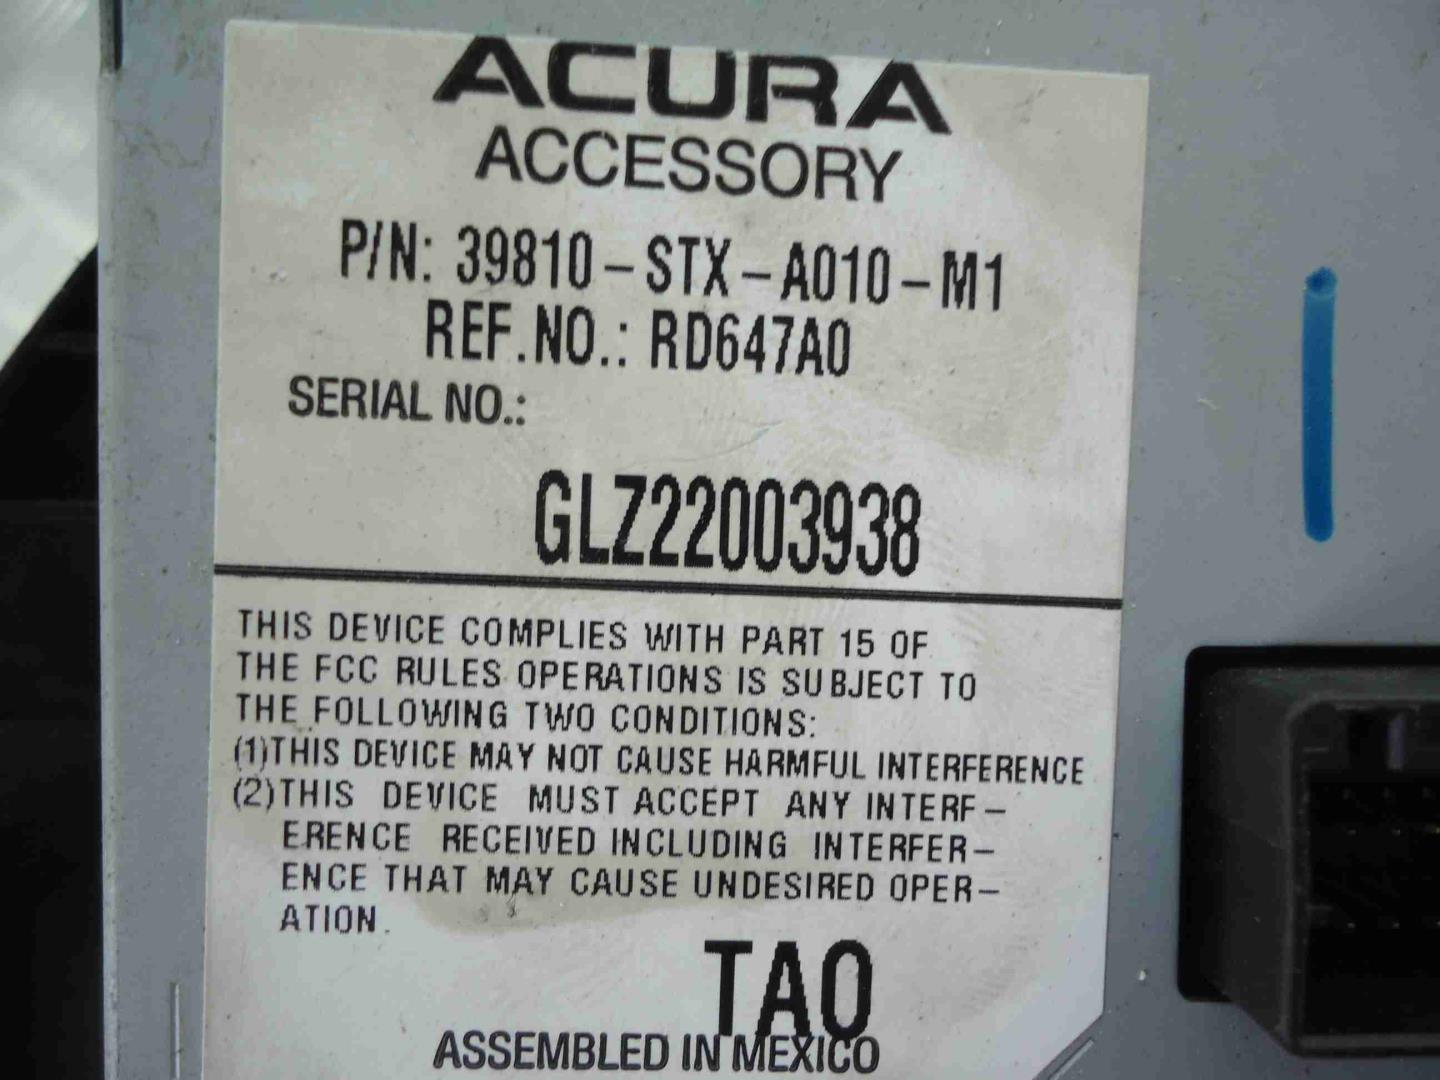 ACURA
ACCESSORY
P/N: 39810-STX-A010-M1
REF.NO.: RD647A0
SERIAL NO.:
GLZ22003938
THIS DEVICE COMPLIES WITH PART 15 OF
THE FCC RULES OPERATIONS IS SUBJECT TO
THE FOLLOWING TWO CONDITIONS:
(1)THIS DEVICE MAY NOT CAUSE HARMFUL INTERFERENCE
(2)THIS DEVICE MUST ACCEPT ANY INTERF-
ERENCE RECEIVED INCLUDING INTERFER-
ENCE THAT MAY CAUSE UNDESIRED OPER-
ATION.
TA0
ASSEMBLED IN MEXICO